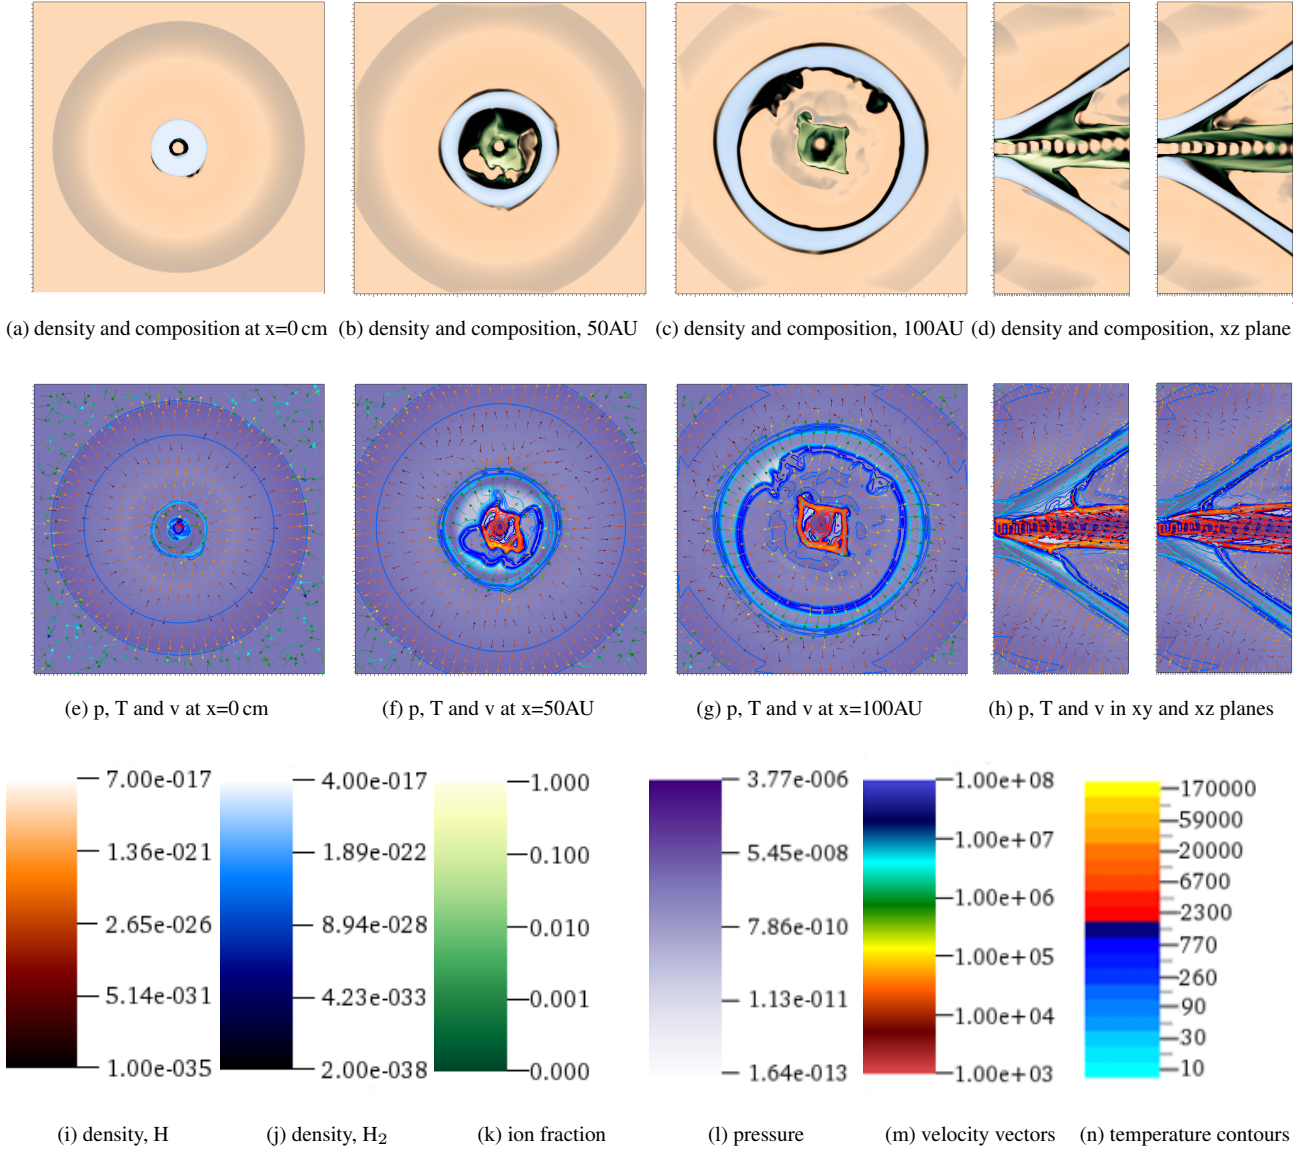 (a) density and composition at x=0 cm (b) density and composition, 50AU (c) density and composition, 100AU (d) density and composition, xz plane
(e) p, T and v at x=0 cm (f) p, T and v at x=50AU (g) p, T and v at x=100AU (h) p, T and v in xy and xz planes
7.00e-017
1.36e-021
2.65e-026
5.14e-031
1.00e-035
4.00e-017
1.89e-022
8.94e-028
4.23e-033
2.00e-038
1.000
0.100
0.010
0.001
0.000
3.77e-006
5.45e-008
7.86e-010
1.13e-011
1.64e-013
1.00e+08
1.00e+07
1.00e+06
1.00e+05
1.00e+04
1.00e+03
170000
59000
20000
6700
2300
770
260
90
30
10
(i) density, H (j) density, H2 (k) ion fraction (l) pressure (m) velocity vectors (n) temperature contours